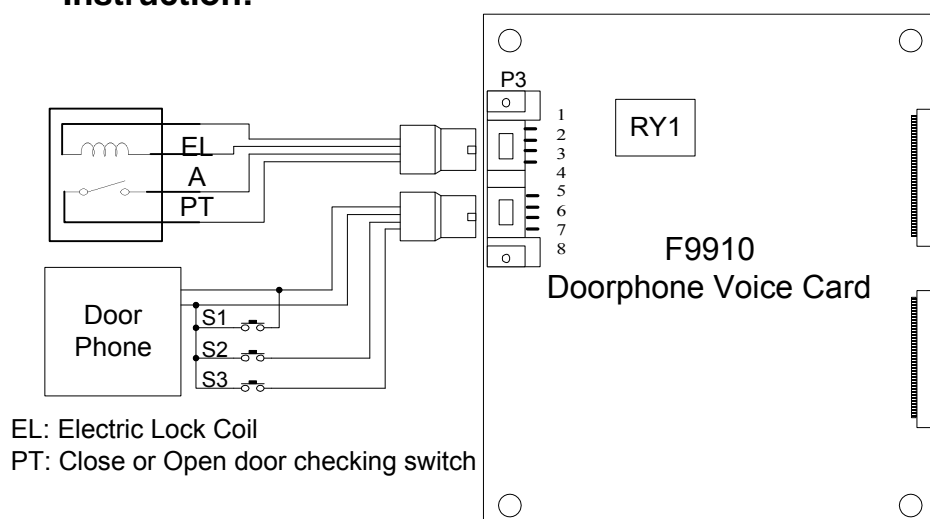 Instruction:
P3
1
2
3
4
5
6
7
8
RY1
EL
A
PT
F9910
Doorphone Voice Card
Door
Phone
S1
S2
S3
EL: Electric Lock Coil
PT: Close or Open door checking switch